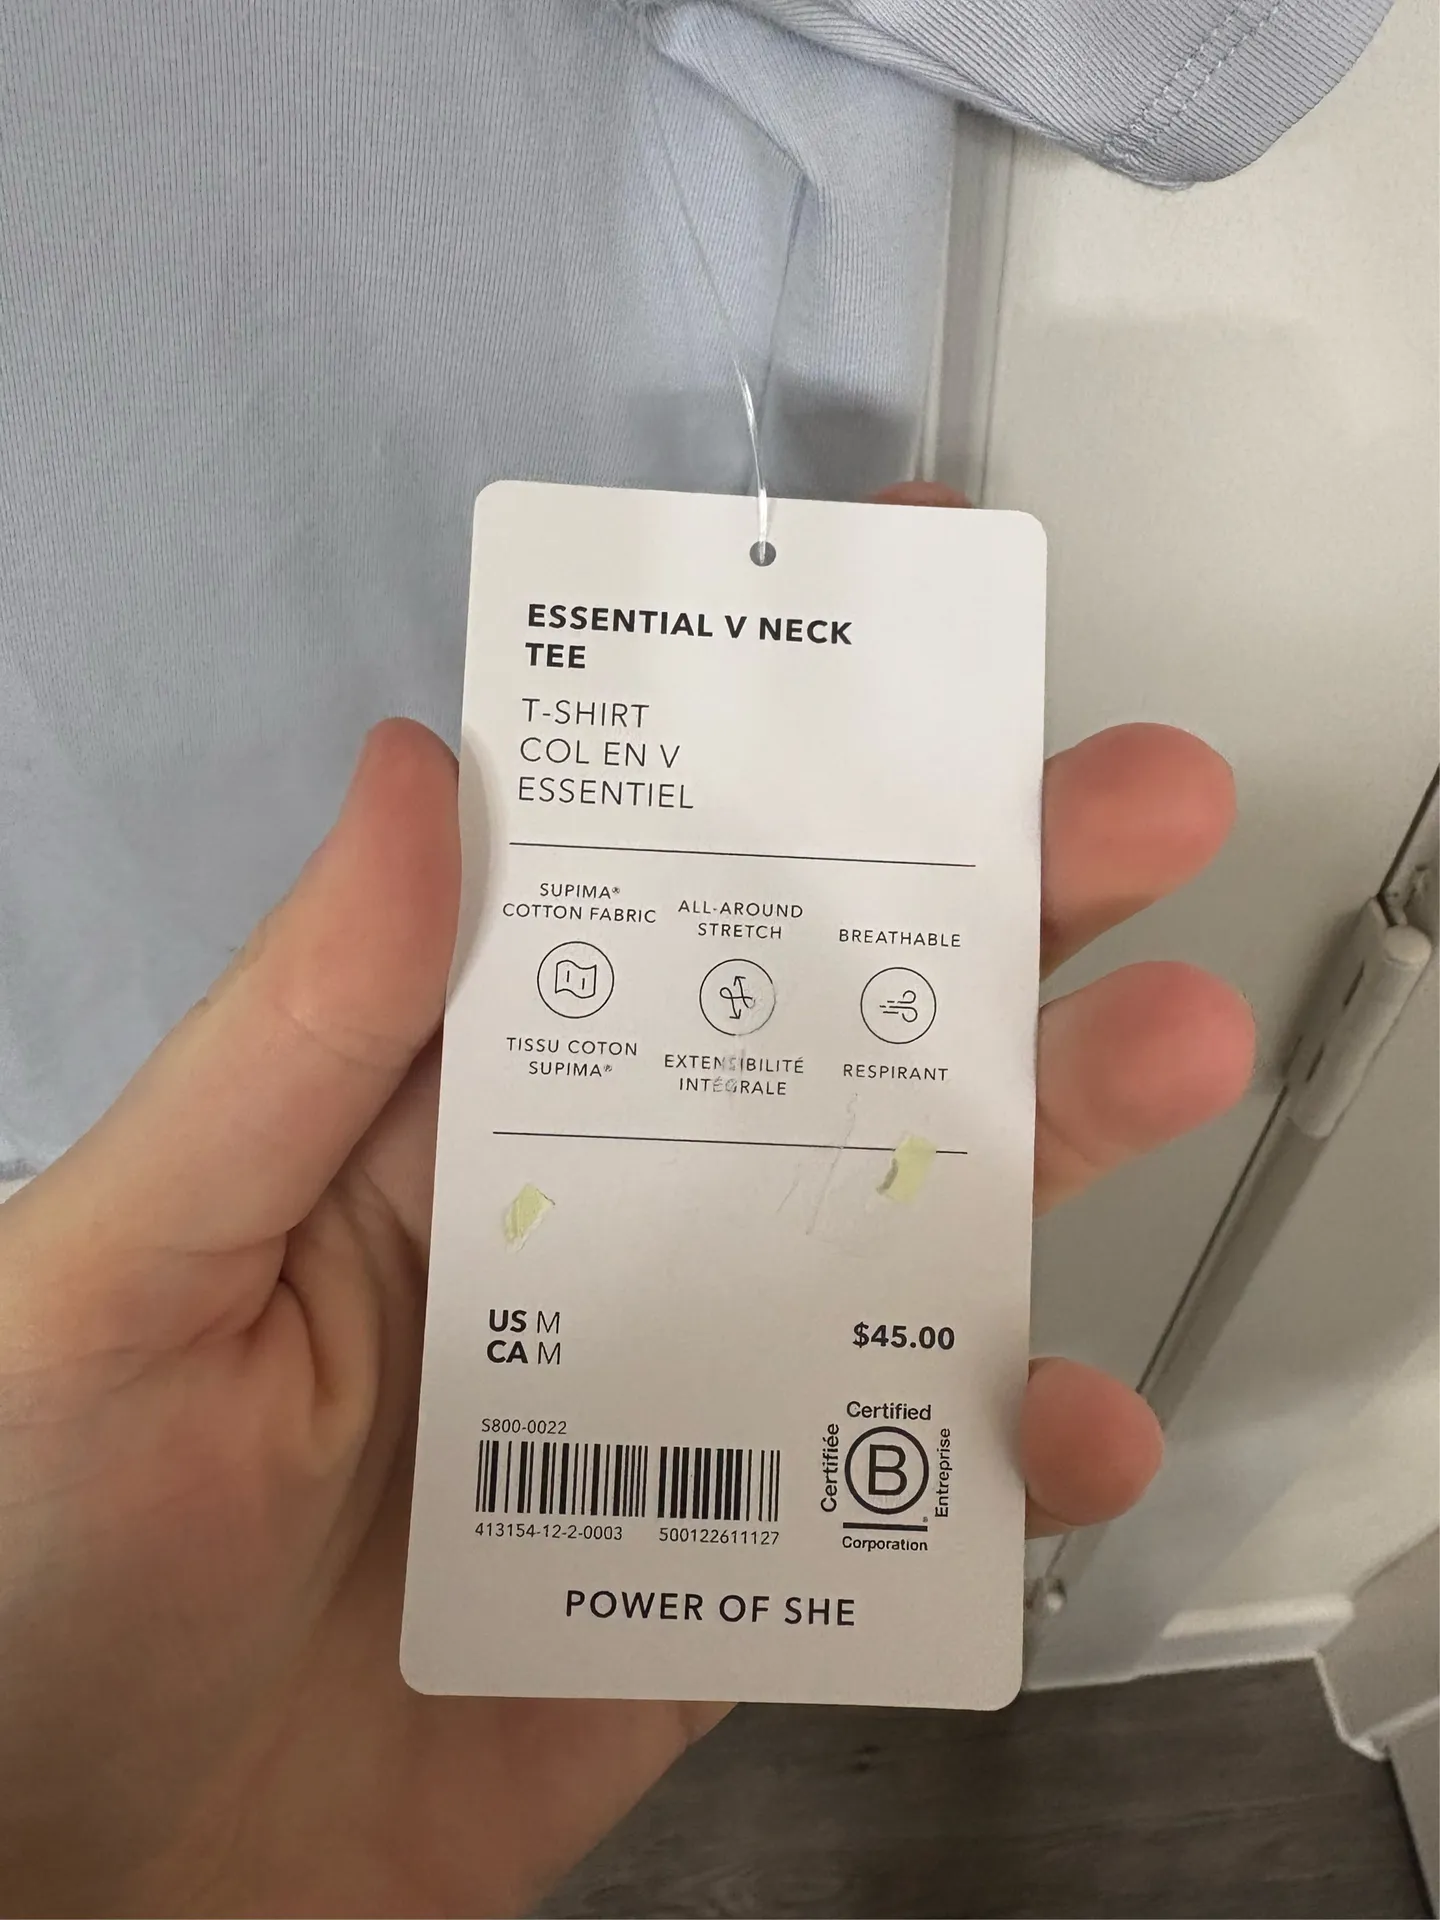 ESSENTIAL V NECK
TEE
T-SHIRT
COL EN V
ESSENTIEL
SUPIMA®
COTTON FABRIC
TISSU COTON
SUPIMA®
ALL-AROUND
STRETCH
EXTENSIBILITÉ
INTÉGRALE
BREATHABLE
RESPIRANT
US M
CA M
$45.00
S800-0022
413154-12-2-0003 500122611127
Certified
Certifiée
B
Entreprise
®
Corporation
POWER OF SHE